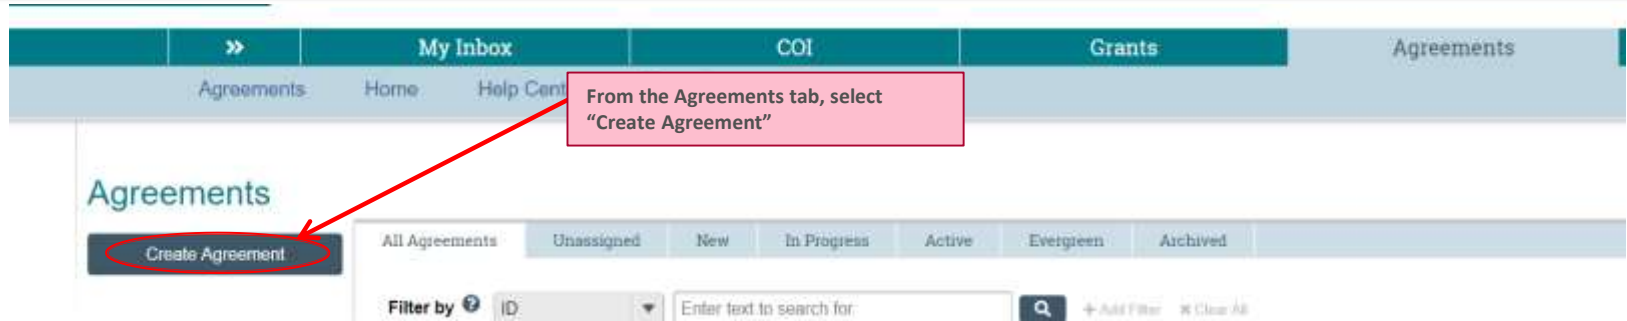 » My Inbox COI Grants Agreements
Agreements Home Help Cent
From the Agreements tab, select
“Create Agreement”
Agreements
Create Agreement
All Agreements Unassigned New In Progress Active Evergreen Archived
Filter by ? ID Enter text to search for + Add Filter × Clear All